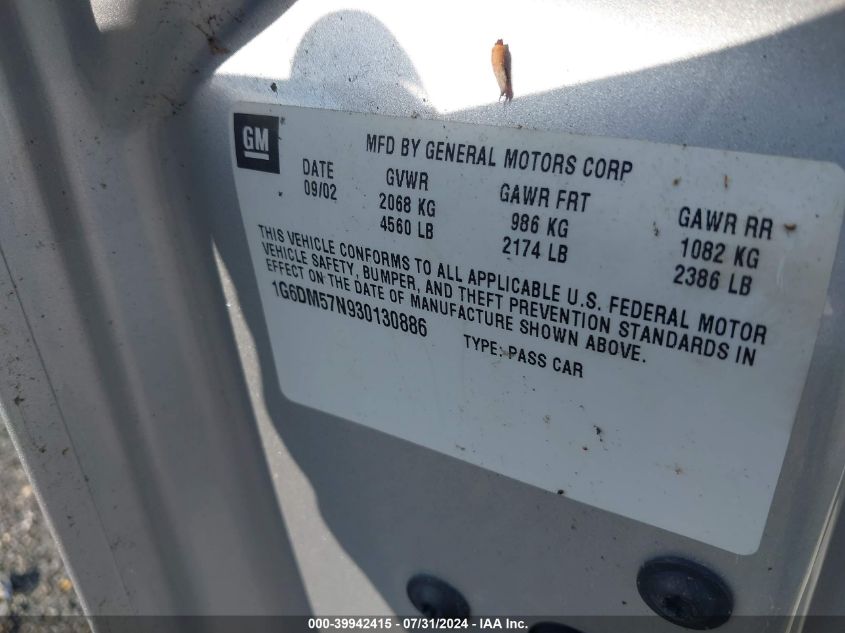 GM
MFD BY GENERAL MOTORS CORP
DATE GVWR GAWR FRT GAWR RR
09/02 2068 KG 986 KG 1082 KG
4560 LB 2174 LB 2386 LB
THIS VEHICLE CONFORMS TO ALL APPLICABLE U.S. FEDERAL MOTOR
VEHICLE SAFETY, BUMPER, AND THEFT PREVENTION STANDARDS IN
EFFECT ON THE DATE OF MANUFACTURE SHOWN ABOVE.
1G6DM57N930130886 TYPE: PASS CAR
000-39942415 - 07/31/2024 - IAA Inc.